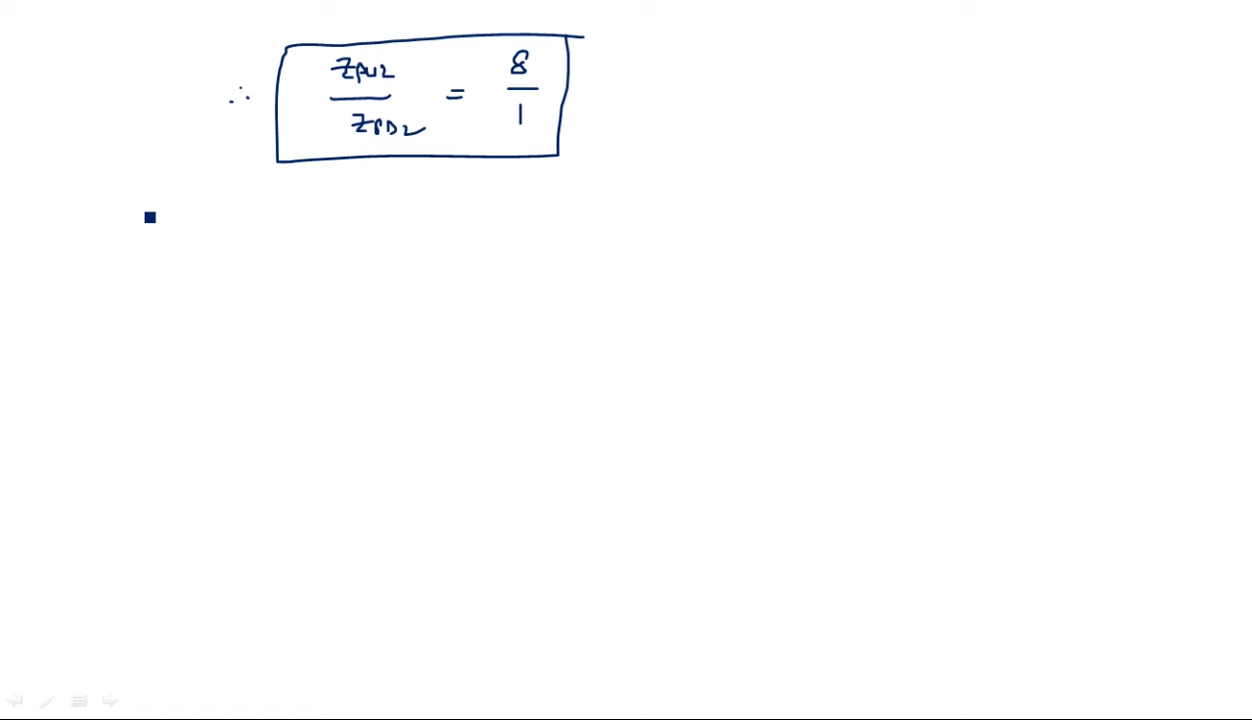 ∴ Zpu2 / ZPD2 = 8 / 1